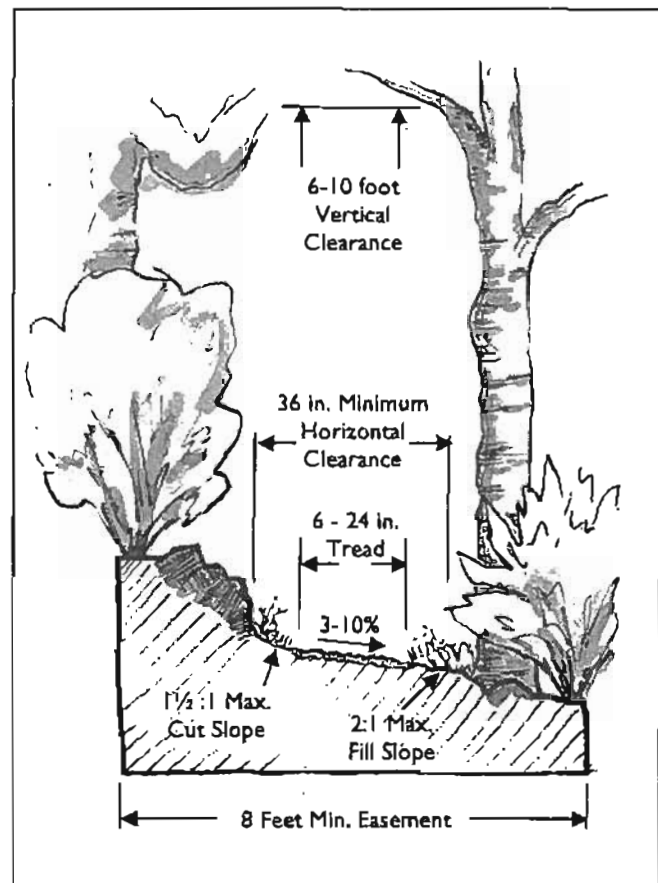 6-10 foot
Vertical
Clearance
36 in. Minimum
Horizontal
Clearance
6 - 24 in.
Tread
3-10%
1½ :1 Max.
Cut Slope
2:1 Max.
Fill Slope
8 Feet Min. Easement